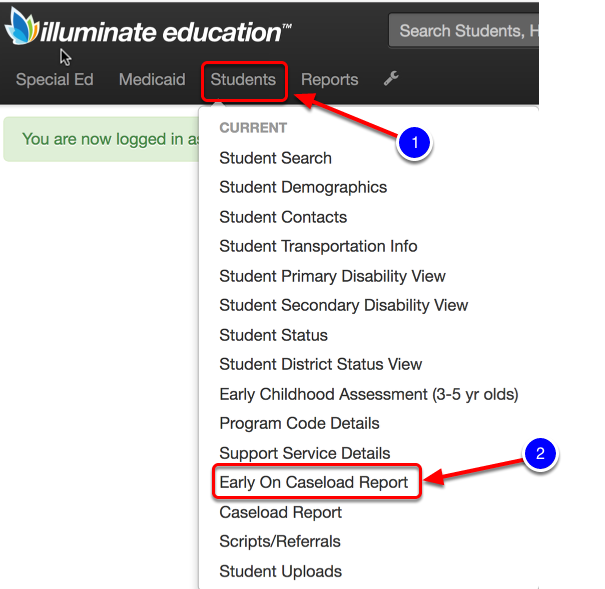 illuminate education™
Search Students, H
Special Ed Medicaid Students Reports
You are now logged in as
CURRENT
1
Student Search
Student Demographics
Student Contacts
Student Transportation Info
Student Primary Disability View
Student Secondary Disability View
Student Status
Student District Status View
Early Childhood Assessment (3-5 yr olds)
Program Code Details
Support Service Details
2
Early On Caseload Report
Caseload Report
Scripts/Referrals
Student Uploads